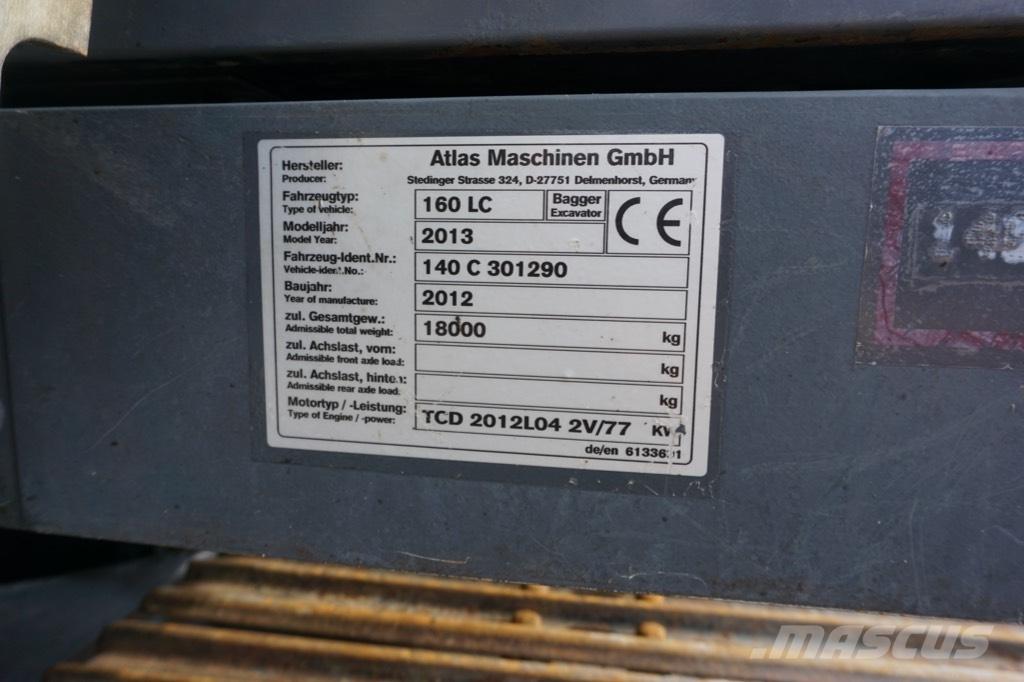 Hersteller: Atlas Maschinen GmbH
Producer: Stedinger Strasse 324, D-27751 Delmenhorst, Germany
Fahrzeugtyp: 160 LC Bagger CE
Type of vehicle: Excavator
Modelljahr: 2013
Model Year:
Fahrzeug-Ident.Nr.: 140 C 301290
Vehicle-ident.No.:
Baujahr: 2012
Year of manufacture:
zul. Gesamtgew.: 18000 kg
Admissible total weight:
zul. Achslast, vorn: kg
Admissible front axle load:
zul. Achslast, hinten: kg
Admissible rear axle load:
Motortyp / -Leistung: TCD 2012L04 2V/77 KW
Type of Engine / -power:
de/en
MASCUS